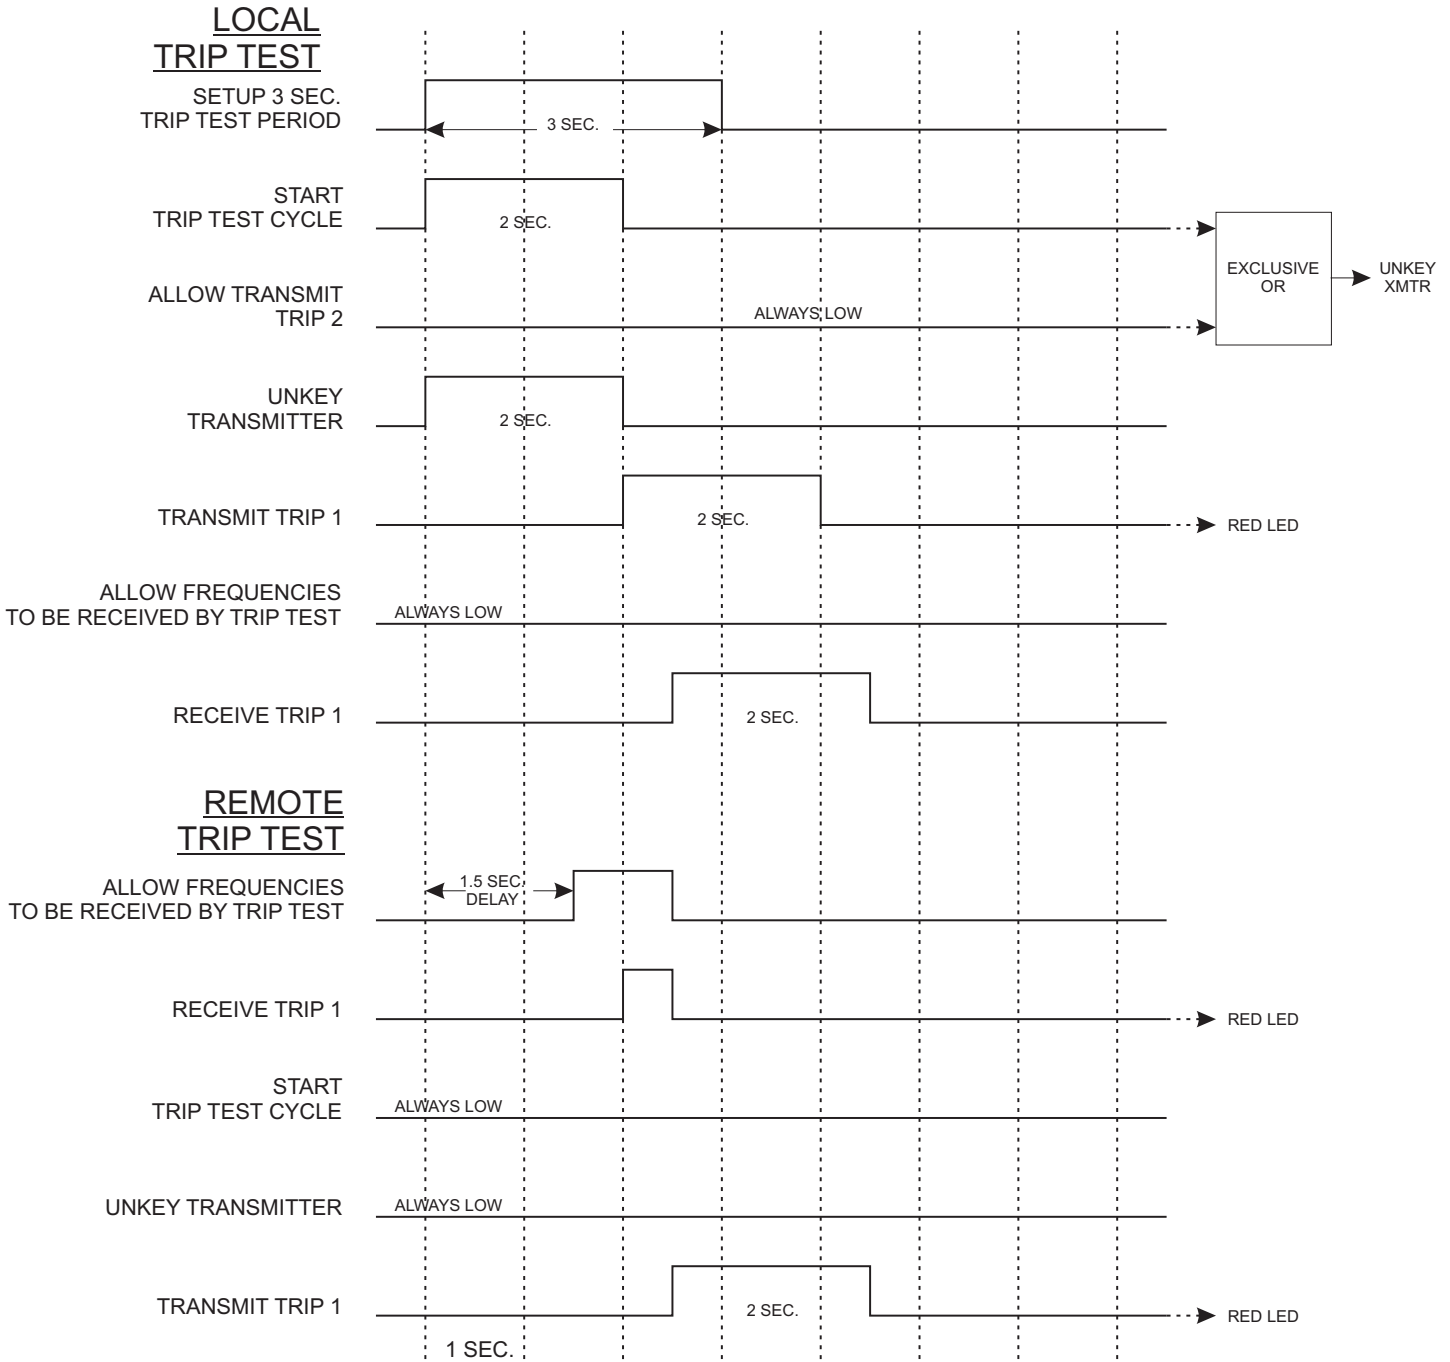 LOCAL
TRIP TEST
SETUP 3 SEC.
TRIP TEST PERIOD
3 SEC.
START
TRIP TEST CYCLE
2 SEC.
EXCLUSIVE
OR
UNKEY
XMTR
ALLOW TRANSMIT
TRIP 2
ALWAYS LOW
UNKEY
TRANSMITTER
2 SEC.
TRANSMIT TRIP 1
2 SEC.
RED LED
ALLOW FREQUENCIES
TO BE RECEIVED BY TRIP TEST
ALWAYS LOW
RECEIVE TRIP 1
2 SEC.
REMOTE
TRIP TEST
ALLOW FREQUENCIES
TO BE RECEIVED BY TRIP TEST
1.5 SEC.
DELAY
RECEIVE TRIP 1
RED LED
START
TRIP TEST CYCLE
ALWAYS LOW
UNKEY TRANSMITTER
ALWAYS LOW
TRANSMIT TRIP 1
2 SEC.
RED LED
1 SEC.